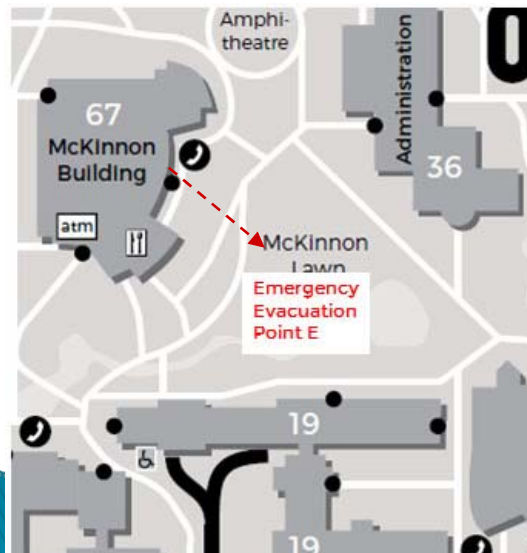 Amphi-
theatre
67
McKinnon
Building
atm
Administration
36
McKinnon
Lawn
Emergency
Evacuation
Point E
19
19